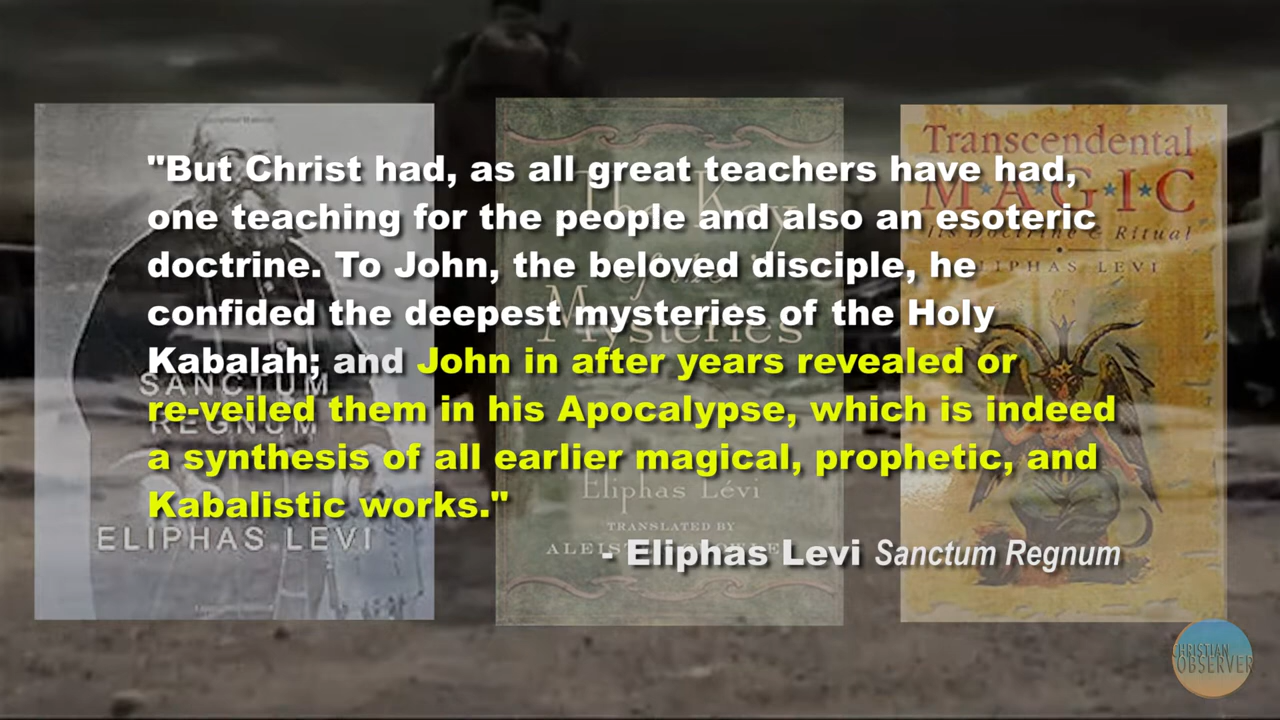 "But Christ had, as all great teachers have had,
one teaching for the people and also an esoteric
doctrine. To John, the beloved disciple, he
confided the deepest mysteries of the Holy
Kabalah; and John in after years revealed or
re-veiled them in his Apocalypse, which is indeed
a synthesis of all earlier magical, prophetic, and
Kabalistic works."
- Eliphas Levi Sanctum Regnum
SANCTUM
REGNUM
ELIPHAS LEVI
The Key
of the
Mysteries
Eliphas Lévi
TRANSLATED BY
Transcendental
MAGIC
Its Doctrine & Ritual
ELIPHAS LEVI
CHRISTIAN
OBSERVER